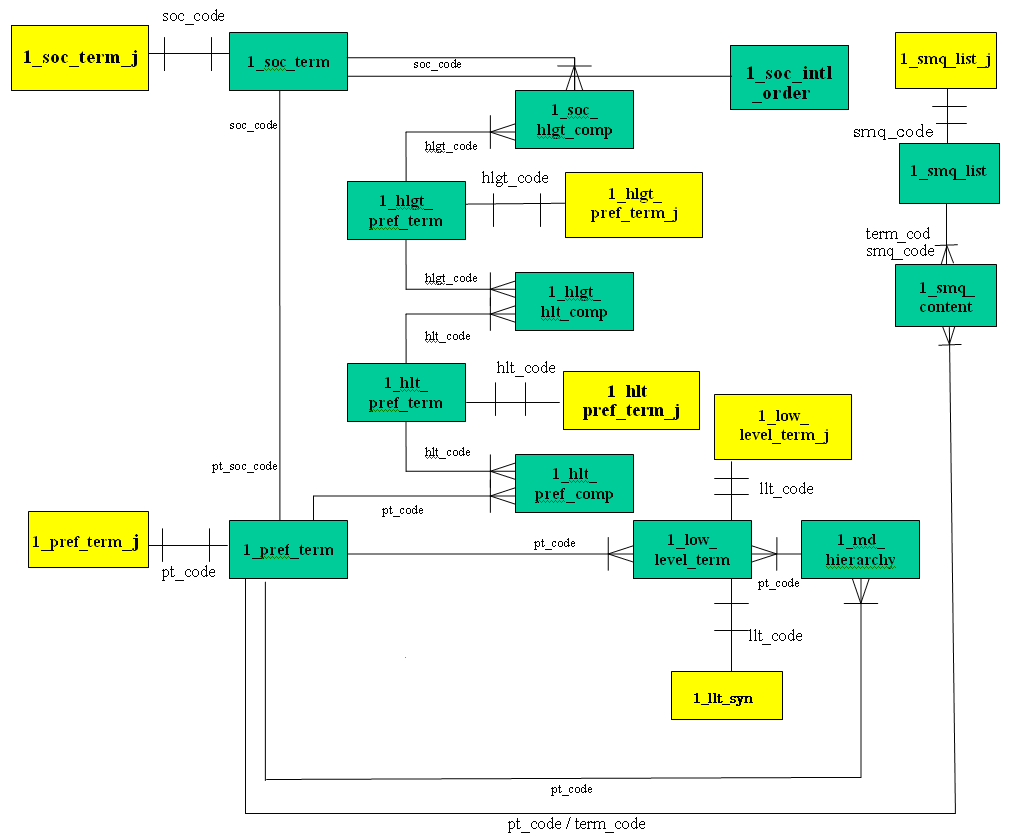 soc_code
1_soc_term_j
1_soc_term
soc_code
1_soc_intl
_order
1_smq_list_j
1_soc_
hlgt_comp
soc_code
smq_code
hlgt_code
1_smq_list
hlgt_code
1_hlgt_
pref_term
1_hlgt_
pref_term_j
term_cod
smq_code
hlgt_code
1_hlgt_
hlt_comp
1_smq_
content
hlt_code
hlt_code
1_hlt_
pref_term
1 hlt
pref_term_j
1_low_
level_term_j
hlt_code
pt_soc_code
1_hlt_
pref_comp
llt_code
pt_code
1_pref_term_j
pt_code
1_pref_term
pt_code
1_low_
level_term
1_md_
hierarchy
pt_code
llt_code
1_llt_syn
pt_code
pt_code / term_code